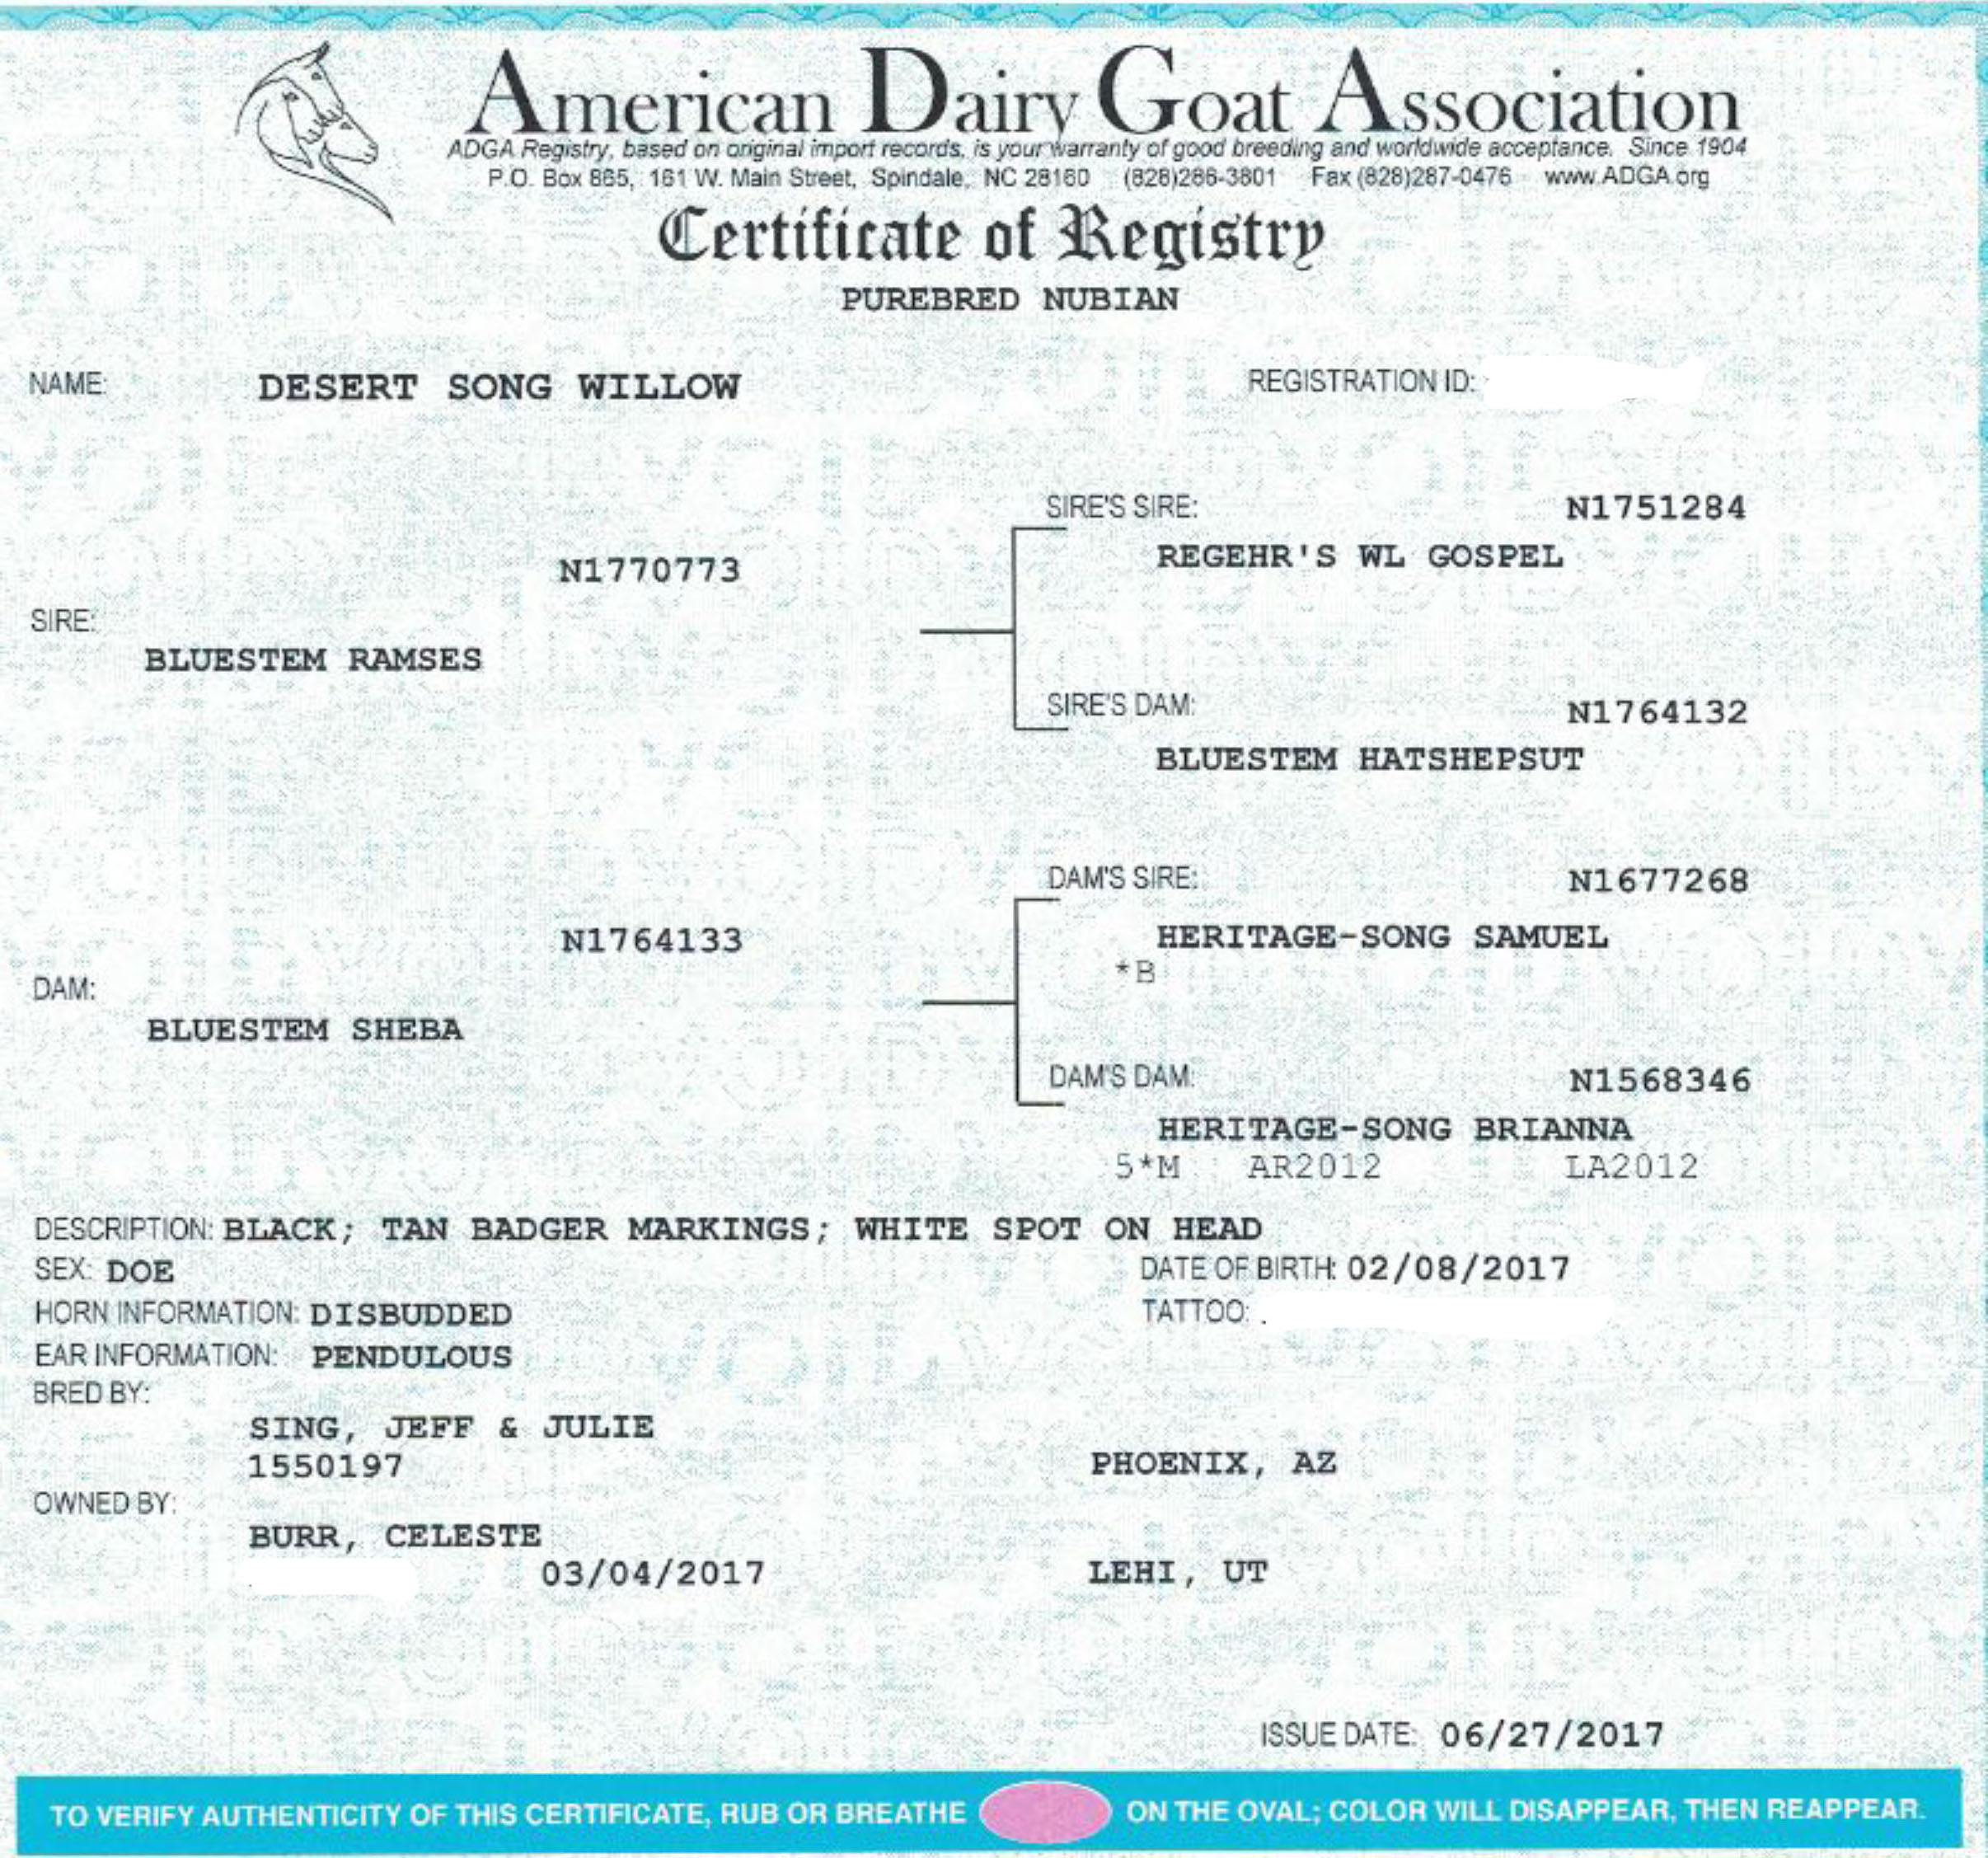 American Dairy Goat Association
ADGA Registry, based on original import records, is your warranty of good breeding and worldwide acceptance. Since 1904
P.O. Box 865, 161 W. Main Street, Spindale, NC 28160 (828)286-3801 Fax (828)287-0476 www.ADGA.org
Certificate of Registry
PUREBRED NUBIAN
NAME: DESERT SONG WILLOW REGISTRATION ID:
SIRE'S SIRE: N1751284
REGEHR'S WL GOSPEL
N1770773
SIRE:
BLUESTEM RAMSES
SIRE'S DAM: N1764132
BLUESTEM HATSHEPSUT
DAM'S SIRE: N1677268
HERITAGE-SONG SAMUEL
*B
N1764133
DAM:
BLUESTEM SHEBA
DAM'S DAM: N1568346
HERITAGE-SONG BRIANNA
5*M AR2012 LA2012
DESCRIPTION: BLACK; TAN BADGER MARKINGS; WHITE SPOT ON HEAD
SEX: DOE DATE OF BIRTH: 02/08/2017
HORN INFORMATION: DISBUDDED TATTOO:
EAR INFORMATION: PENDULOUS
BRED BY:
SING, JEFF & JULIE
1550197 PHOENIX, AZ
OWNED BY:
BURR, CELESTE
03/04/2017 LEHI, UT
ISSUE DATE: 06/27/2017
TO VERIFY AUTHENTICITY OF THIS CERTIFICATE, RUB OR BREATHE ON THE OVAL; COLOR WILL DISAPPEAR, THEN REAPPEAR.